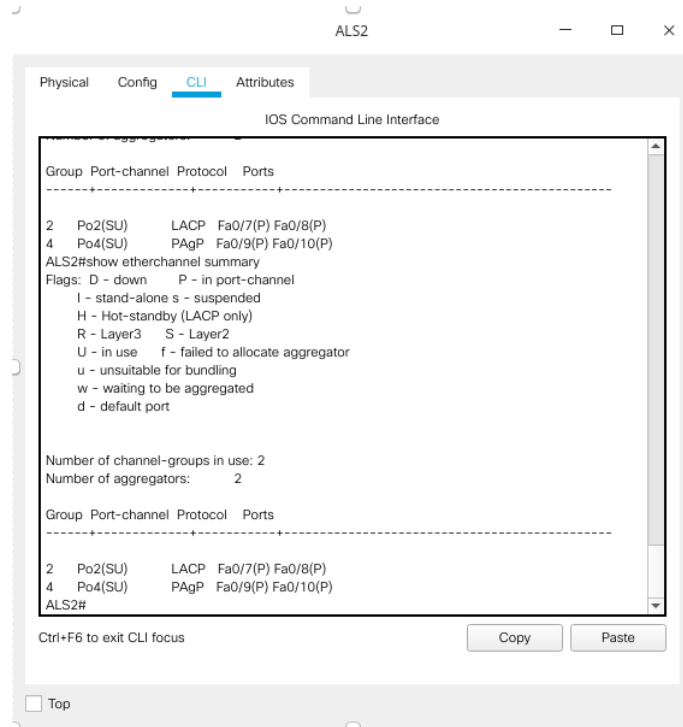 ALS2
Physical Config CLI Attributes
IOS Command Line Interface
Group Port-channel Protocol Ports
------+-------------+-----------+----------------------------------------------
2 Po2(SU) LACP Fa0/7(P) Fa0/8(P)
4 Po4(SU) PAgP Fa0/9(P) Fa0/10(P)
ALS2#show etherchannel summary
Flags: D - down P - in port-channel
I - stand-alone s - suspended
H - Hot-standby (LACP only)
R - Layer3 S - Layer2
U - in use f - failed to allocate aggregator
u - unsuitable for bundling
w - waiting to be aggregated
d - default port
Number of channel-groups in use: 2
Number of aggregators: 2
Group Port-channel Protocol Ports
------+-------------+-----------+----------------------------------------------
2 Po2(SU) LACP Fa0/7(P) Fa0/8(P)
4 Po4(SU) PAgP Fa0/9(P) Fa0/10(P)
ALS2#
Ctrl+F6 to exit CLI focus
Copy Paste
Top